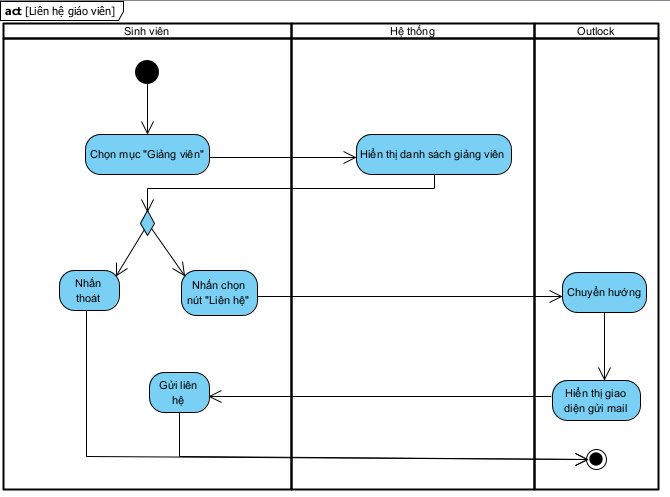 act [Liên hệ giáo viên]
Sinh viên
Hệ thống
Outlock
Chọn mục "Giảng viên"
Hiển thị danh sách giảng viên
Nhấn
thoát
Nhấn chọn
nút "Liên hệ"
Chuyển hướng
Gửi liên
hệ
Hiển thị giao
diện gửi mail